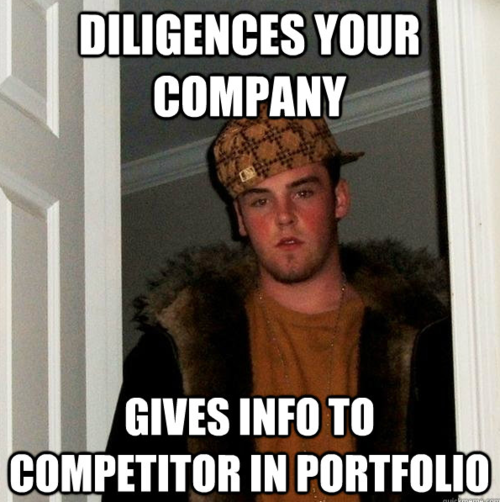 DILIGENCES YOUR
COMPANY
GIVES INFO TO
COMPETITOR IN PORTFOLIO